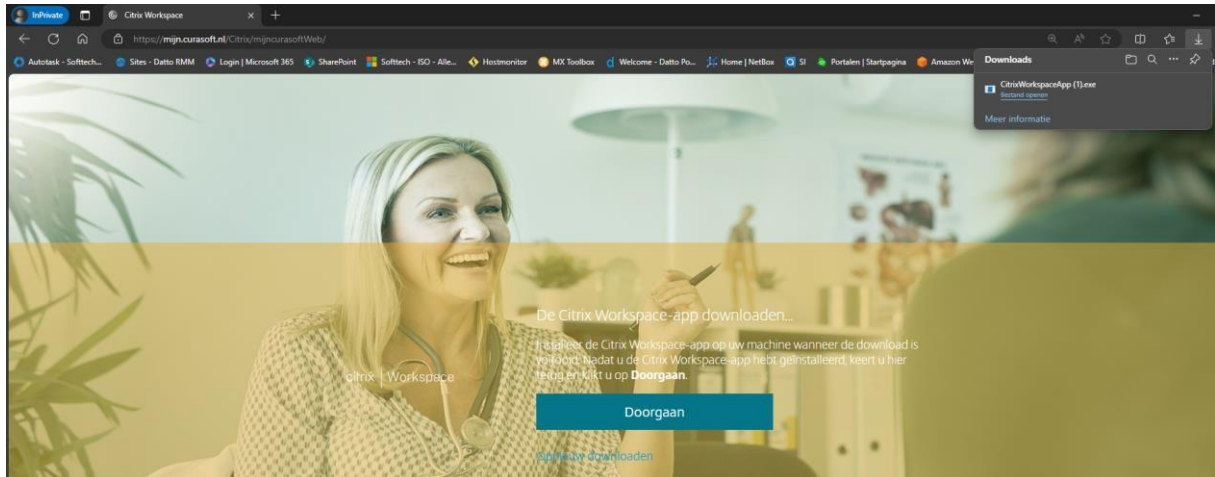 InPrivate
Citrix Workspace
https://mijn.curasoft.nl/Citrix/mijncurasoftWeb/
Autotask - Softtech...
Sites - Datto RMM
Login | Microsoft 365
SharePoint
Softtech - ISO - Alle...
Hostmonitor
MX Toolbox
Welcome - Datto Po...
Home | NetBox
SI
Portalen | Startpagina
Amazon We
Downloads
CitrixWorkspaceApp (1).exe
Bestand openen
Meer informatie
citrix | Workspace
De Citrix Workspace-app downloaden...
Installeer de Citrix Workspace-app op uw machine wanneer de download is
voltooid. Nadat u de Citrix Workspace-app hebt geïnstalleerd, keert u hier
terug en klikt u op Doorgaan.
Doorgaan
Opnieuw downloaden